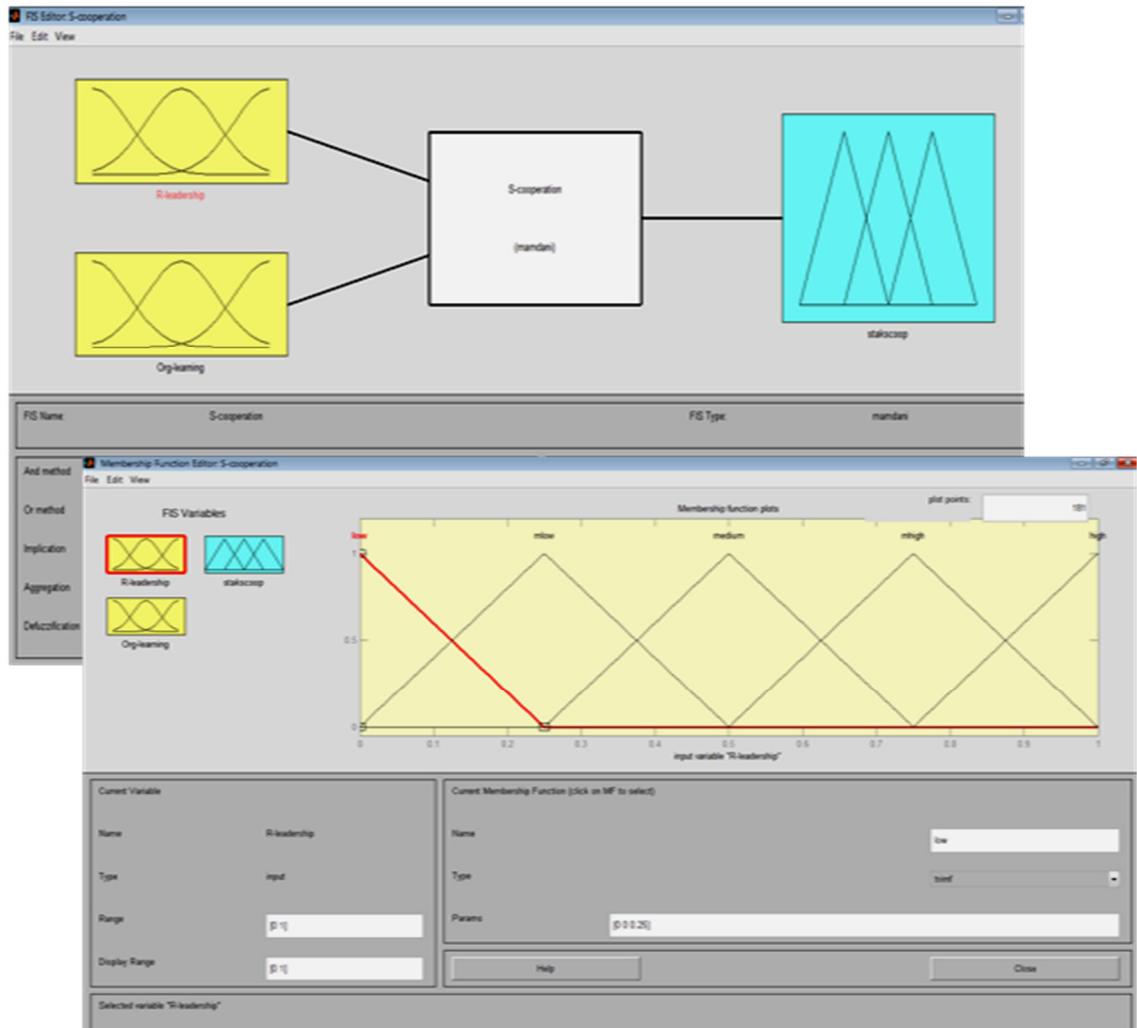 FIS Editor: S-cooperation
File Edit View
R-leadership
S-cooperation
(mamdani)
Org-learning
stakscoop
FIS Name: S-cooperation FIS Type: mamdani
And method
Or method
Implication
Aggregation
Defuzzification
Membership Function Editor: S-cooperation
File Edit View
FIS Variables
R-leadership
stakscoop
Org-learning
Membership function plots
plot points: 181
low mlow medium mhigh high
1
0.5
0
0 0.1 0.2 0.3 0.4 0.5 0.6 0.7 0.8 0.9 1
input variable "R-leadership"
Current Variable
Name R-leadership
Type input
Range [0 1]
Display Range [0 1]
Current Membership Function (click on MF to select)
Name low
Type trimf
Params [0 0 0.25]
Help Close
Selected variable "R-leadership"